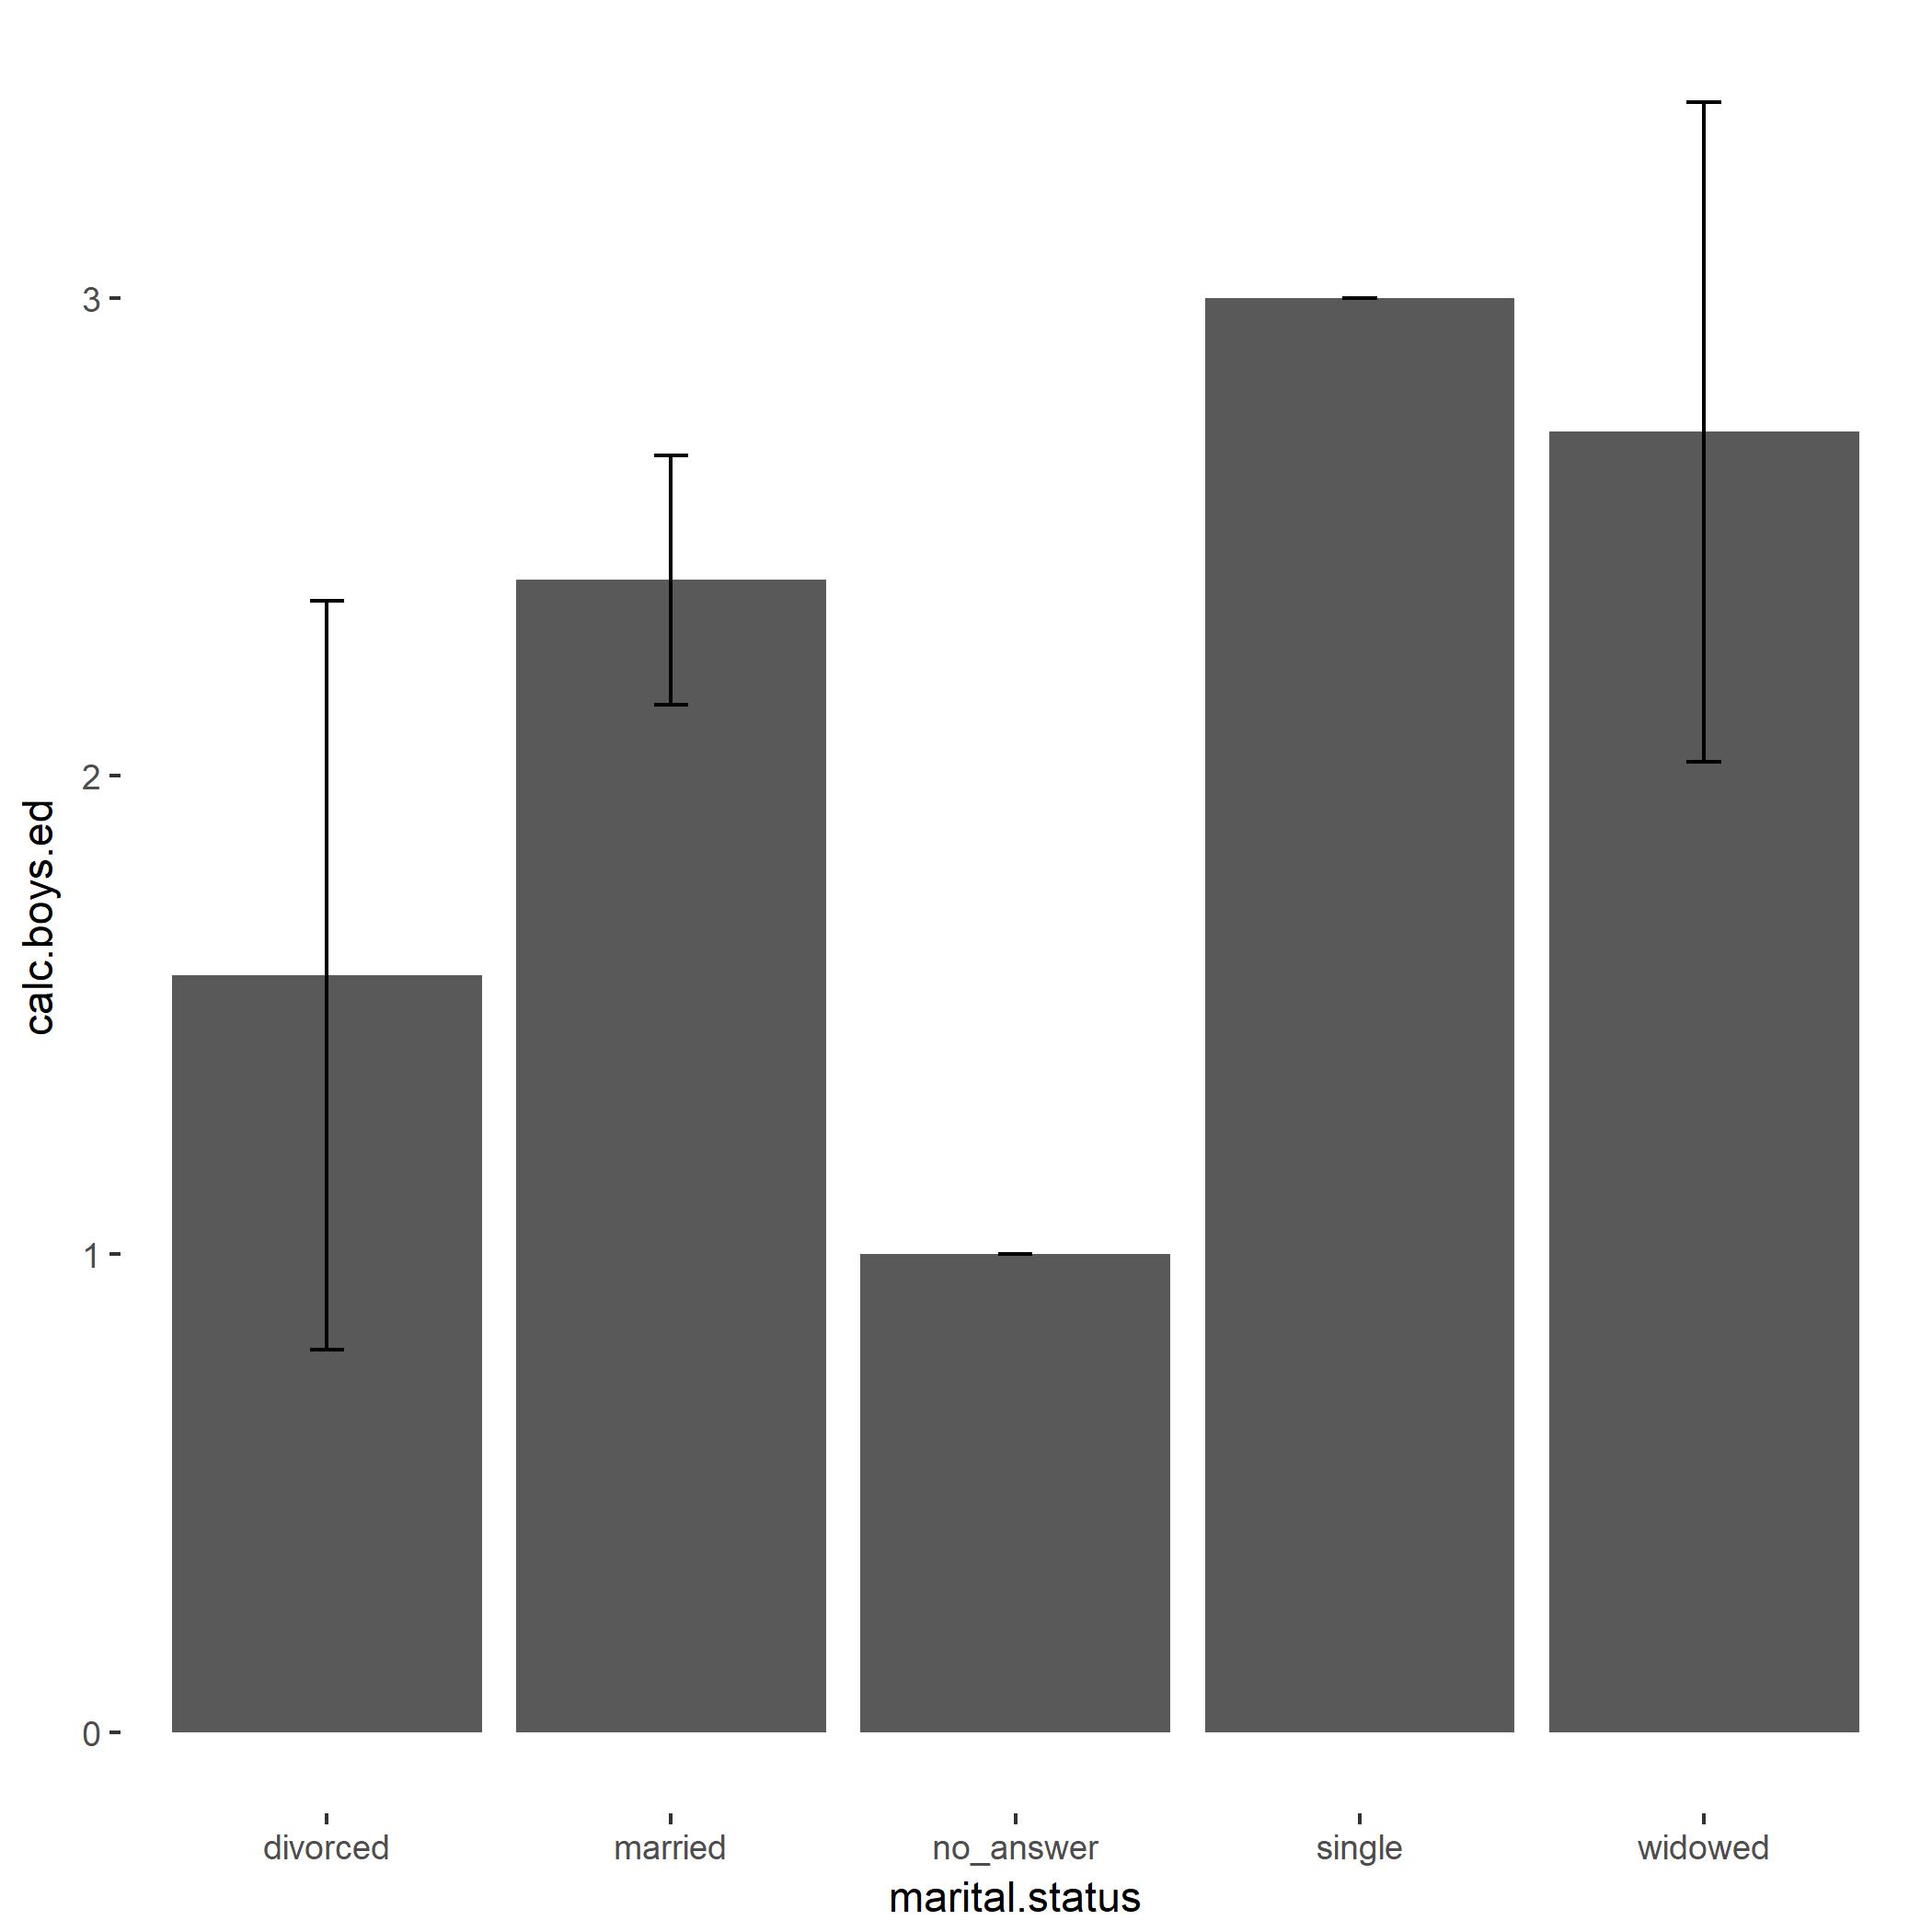 calc.boys.ed
3
2
1
0
divorced married no_answer single widowed
marital.status